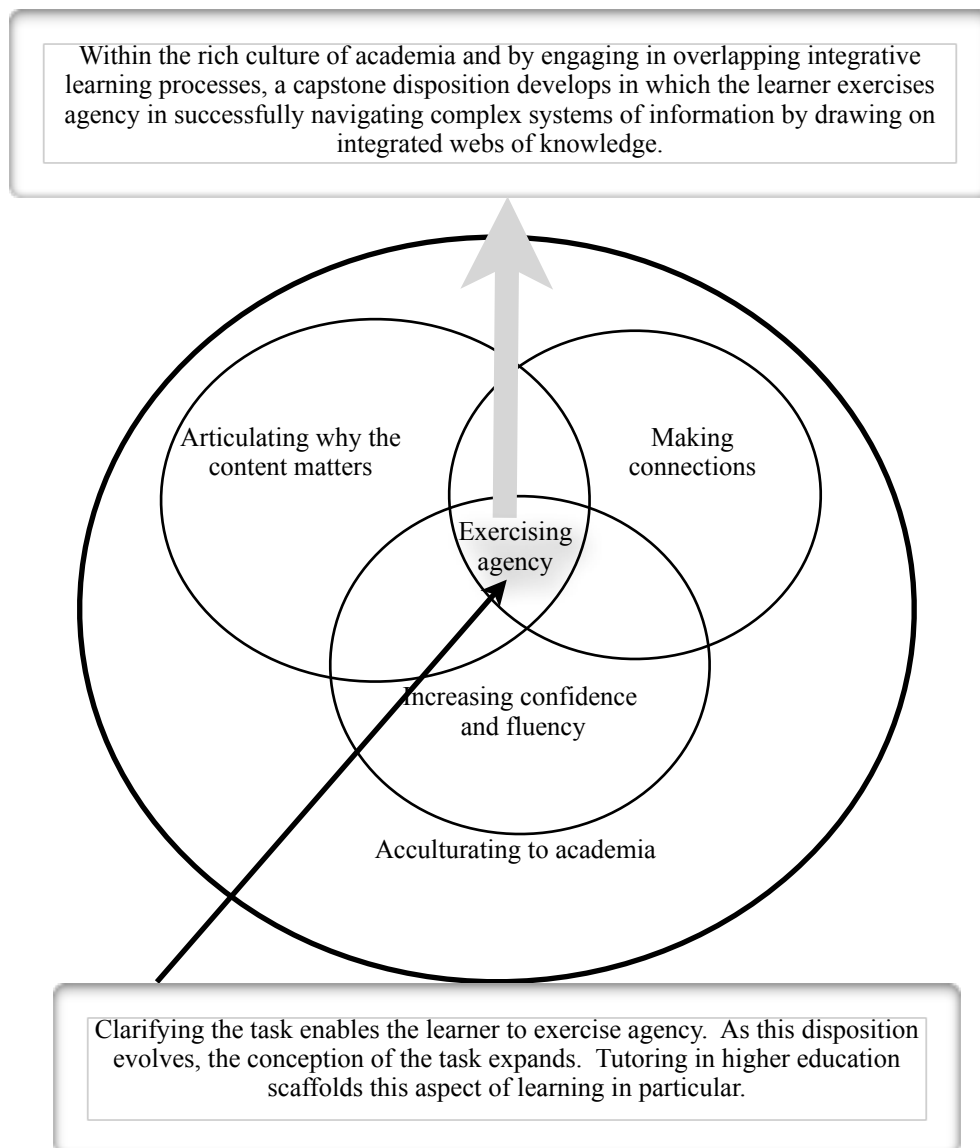 Within the rich culture of academia and by engaging in overlapping integrative
learning processes, a capstone disposition develops in which the learner exercises
agency in successfully navigating complex systems of information by drawing on
integrated webs of knowledge.
Articulating why the
content matters
Making
connections
Exercising
agency
Increasing confidence
and fluency
Acculturating to academia
Clarifying the task enables the learner to exercise agency.  As this disposition
evolves, the conception of the task expands.  Tutoring in higher education
scaffolds this aspect of learning in particular.